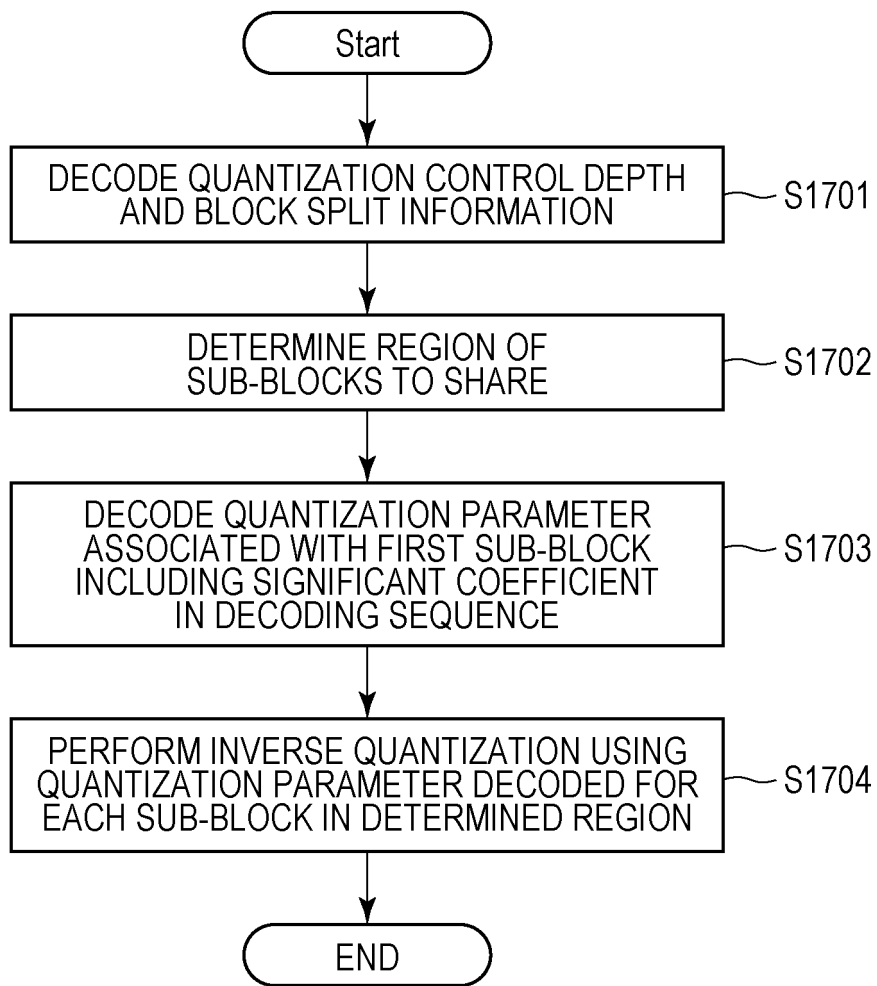 Start
DECODE QUANTIZATION CONTROL DEPTH
AND BLOCK SPLIT INFORMATION
S1701
DETERMINE REGION OF
SUB-BLOCKS TO SHARE
S1702
DECODE QUANTIZATION PARAMETER
ASSOCIATED WITH FIRST SUB-BLOCK
INCLUDING SIGNIFICANT COEFFICIENT
IN DECODING SEQUENCE
S1703
PERFORM INVERSE QUANTIZATION USING
QUANTIZATION PARAMETER DECODED FOR
EACH SUB-BLOCK IN DETERMINED REGION
S1704
END